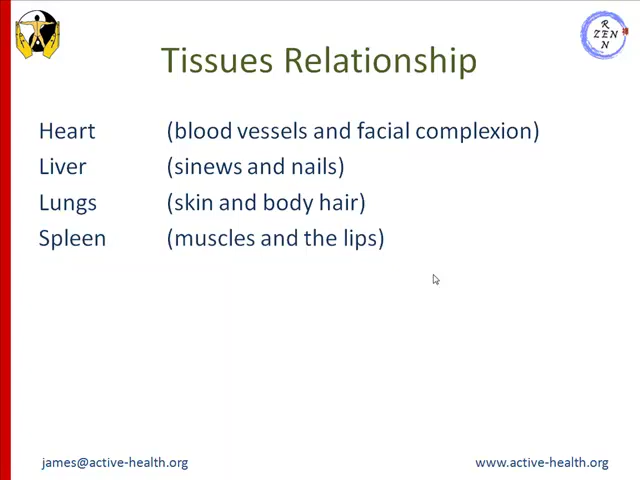 R
ZEN
N
Tissues Relationship
Heart (blood vessels and facial complexion)
Liver (sinews and nails)
Lungs (skin and body hair)
Spleen (muscles and the lips)
james@active-health.org www.active-health.org